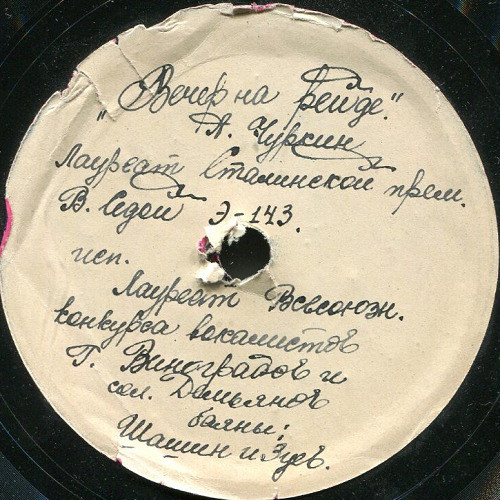 "Вечер на рейде".
А. Чуркин
Лауреат Сталинской прем.
В. Седой Э-143.
исп.
Лауреат Всесоюзн.
конкурса вокалистов
Г. Виноградов и
сол. Демьянов
баяны:
Шашин и Зуев.